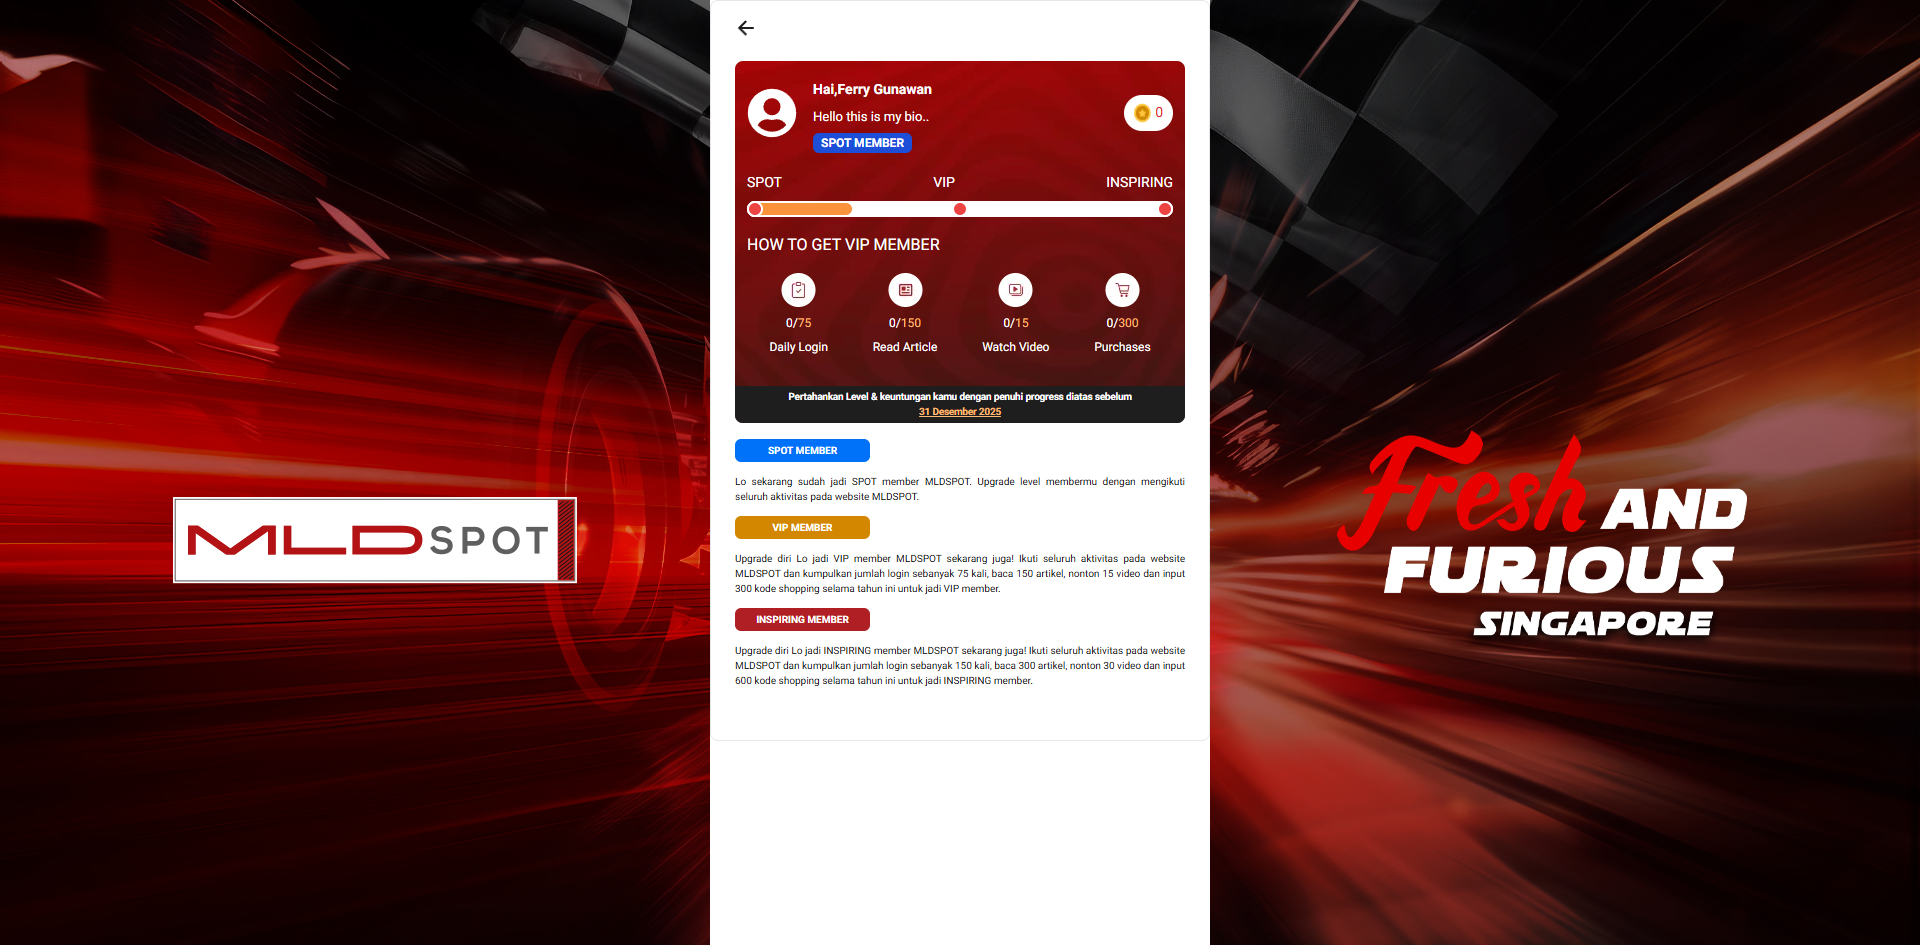 Hai,Ferry Gunawan
Hello this is my bio..
SPOT MEMBER
0
SPOT VIP INSPIRING
HOW TO GET VIP MEMBER
0/75 0/150 0/15 0/300
Daily Login Read Article Watch Video Purchases
Pertahankan Level & keuntungan kamu dengan penuhi progress diatas sebelum
31 Desember 2025
SPOT MEMBER
Lo sekarang sudah jadi SPOT member MLDSPOT. Upgrade level membermu dengan mengikuti
seluruh aktivitas pada website MLDSPOT.
VIP MEMBER
Upgrade diri Lo jadi VIP member MLDSPOT sekarang juga! Ikuti seluruh aktivitas pada website
MLDSPOT dan kumpulkan jumlah login sebanyak 75 kali, baca 150 artikel, nonton 15 video dan input
300 kode shopping selama tahun ini untuk jadi VIP member.
INSPIRING MEMBER
Upgrade diri Lo jadi INSPIRING member MLDSPOT sekarang juga! Ikuti seluruh aktivitas pada website
MLDSPOT dan kumpulkan jumlah login sebanyak 150 kali, baca 300 artikel, nonton 30 video dan input
600 kode shopping selama tahun ini untuk jadi INSPIRING member.
MLDSPOT
Fresh AND
FURIOUS
SINGAPORE